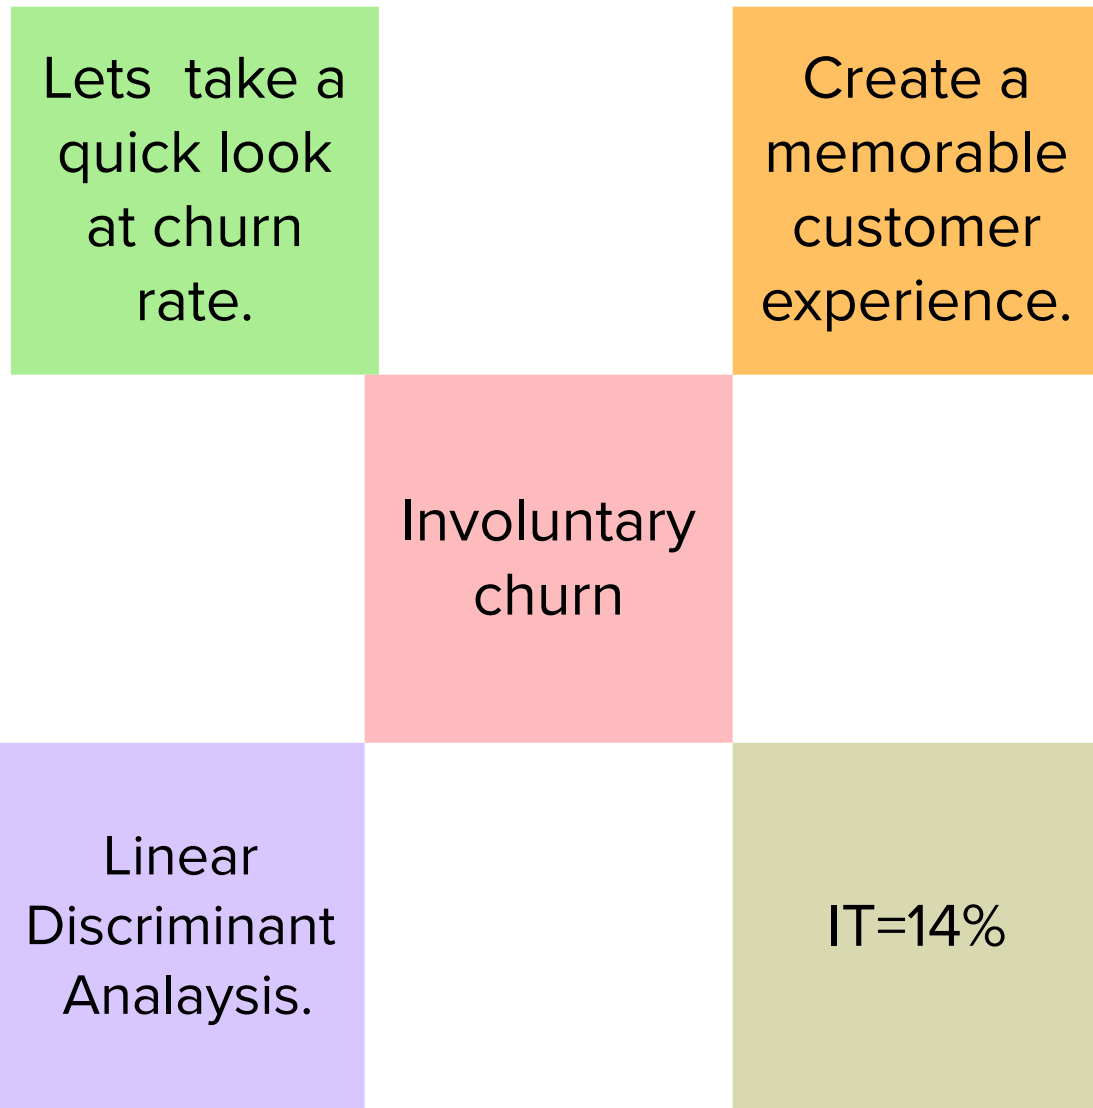 Lets  take a
quick look
at churn
rate.
Create a
memorable
customer
experience.
Involuntary
churn
Linear
Discriminant
Analaysis.
IT=14%